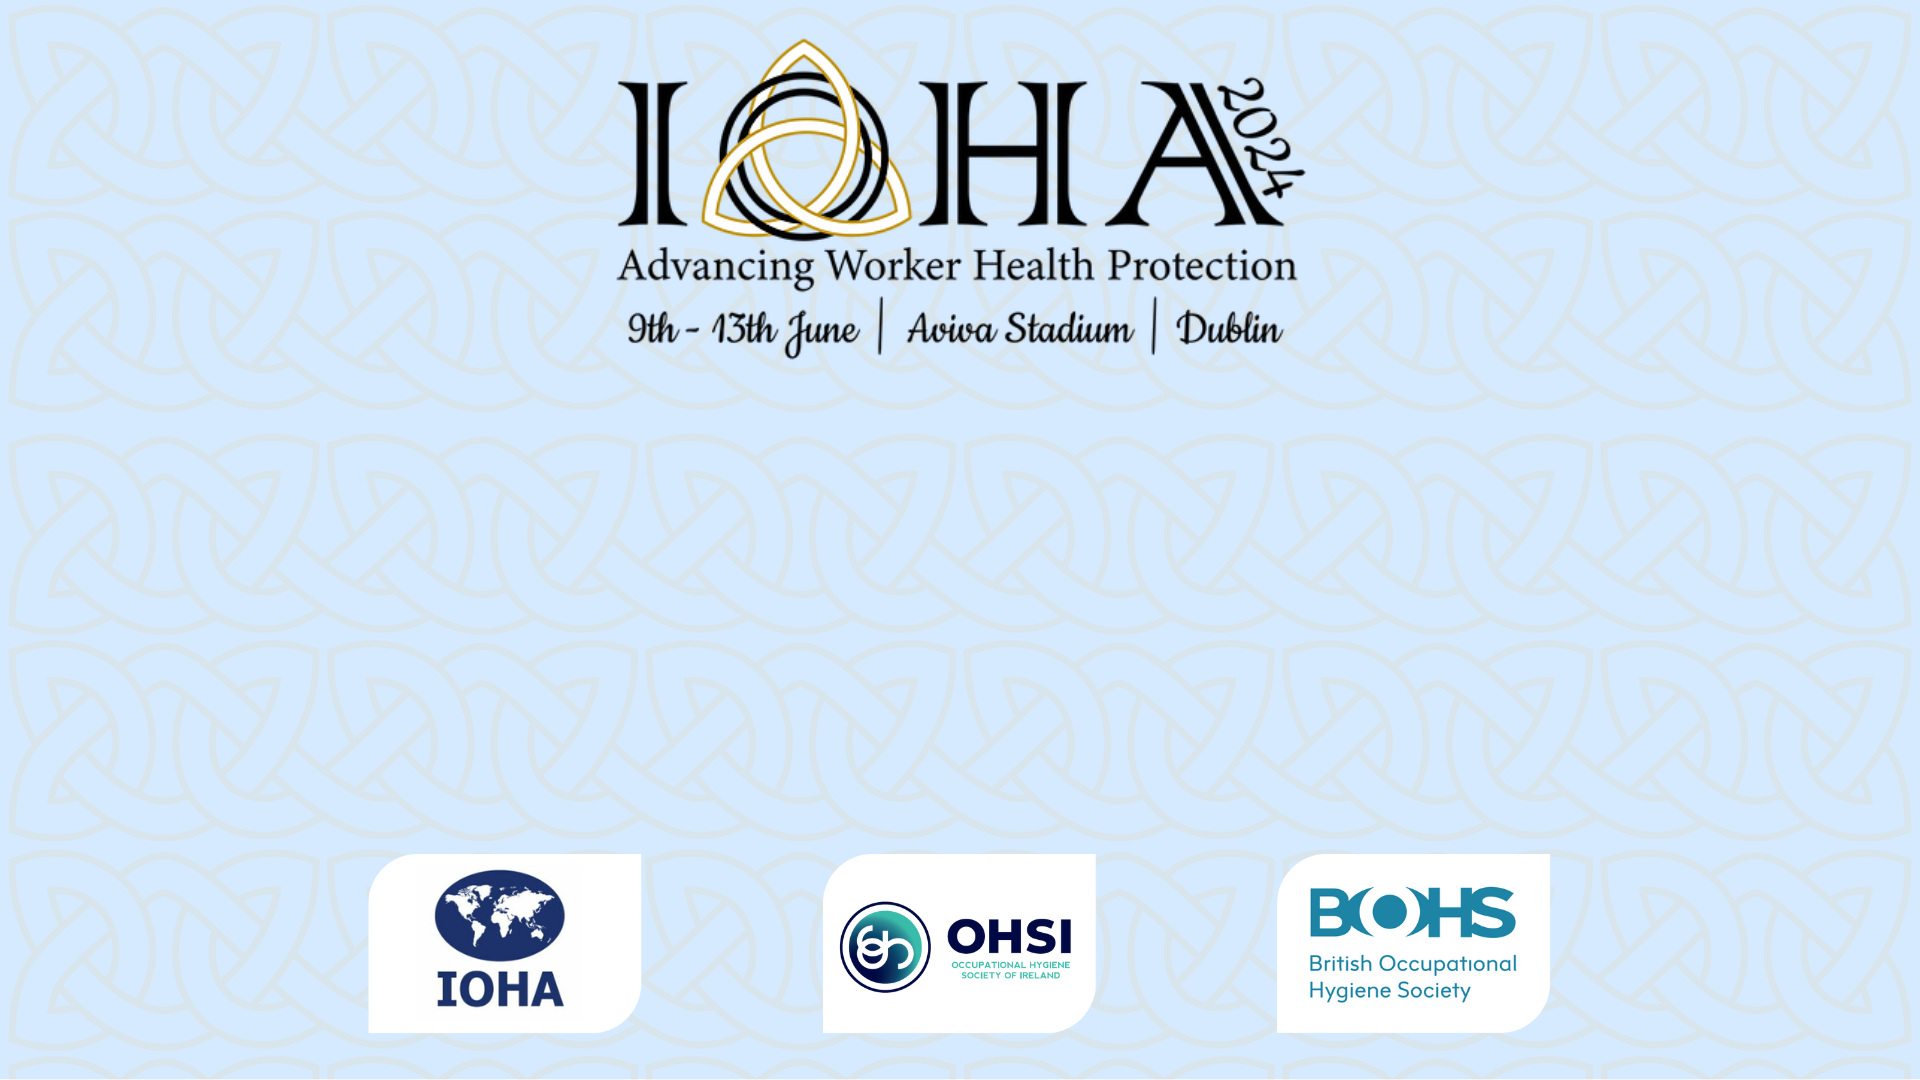 IOHA 2024
Advancing Worker Health Protection
9th - 13th June | Aviva Stadium | Dublin
IOHA
OHSI
OCCUPATIONAL HYGIENE
SOCIETY OF IRELAND
BOHS
British Occupational
Hygiene Society